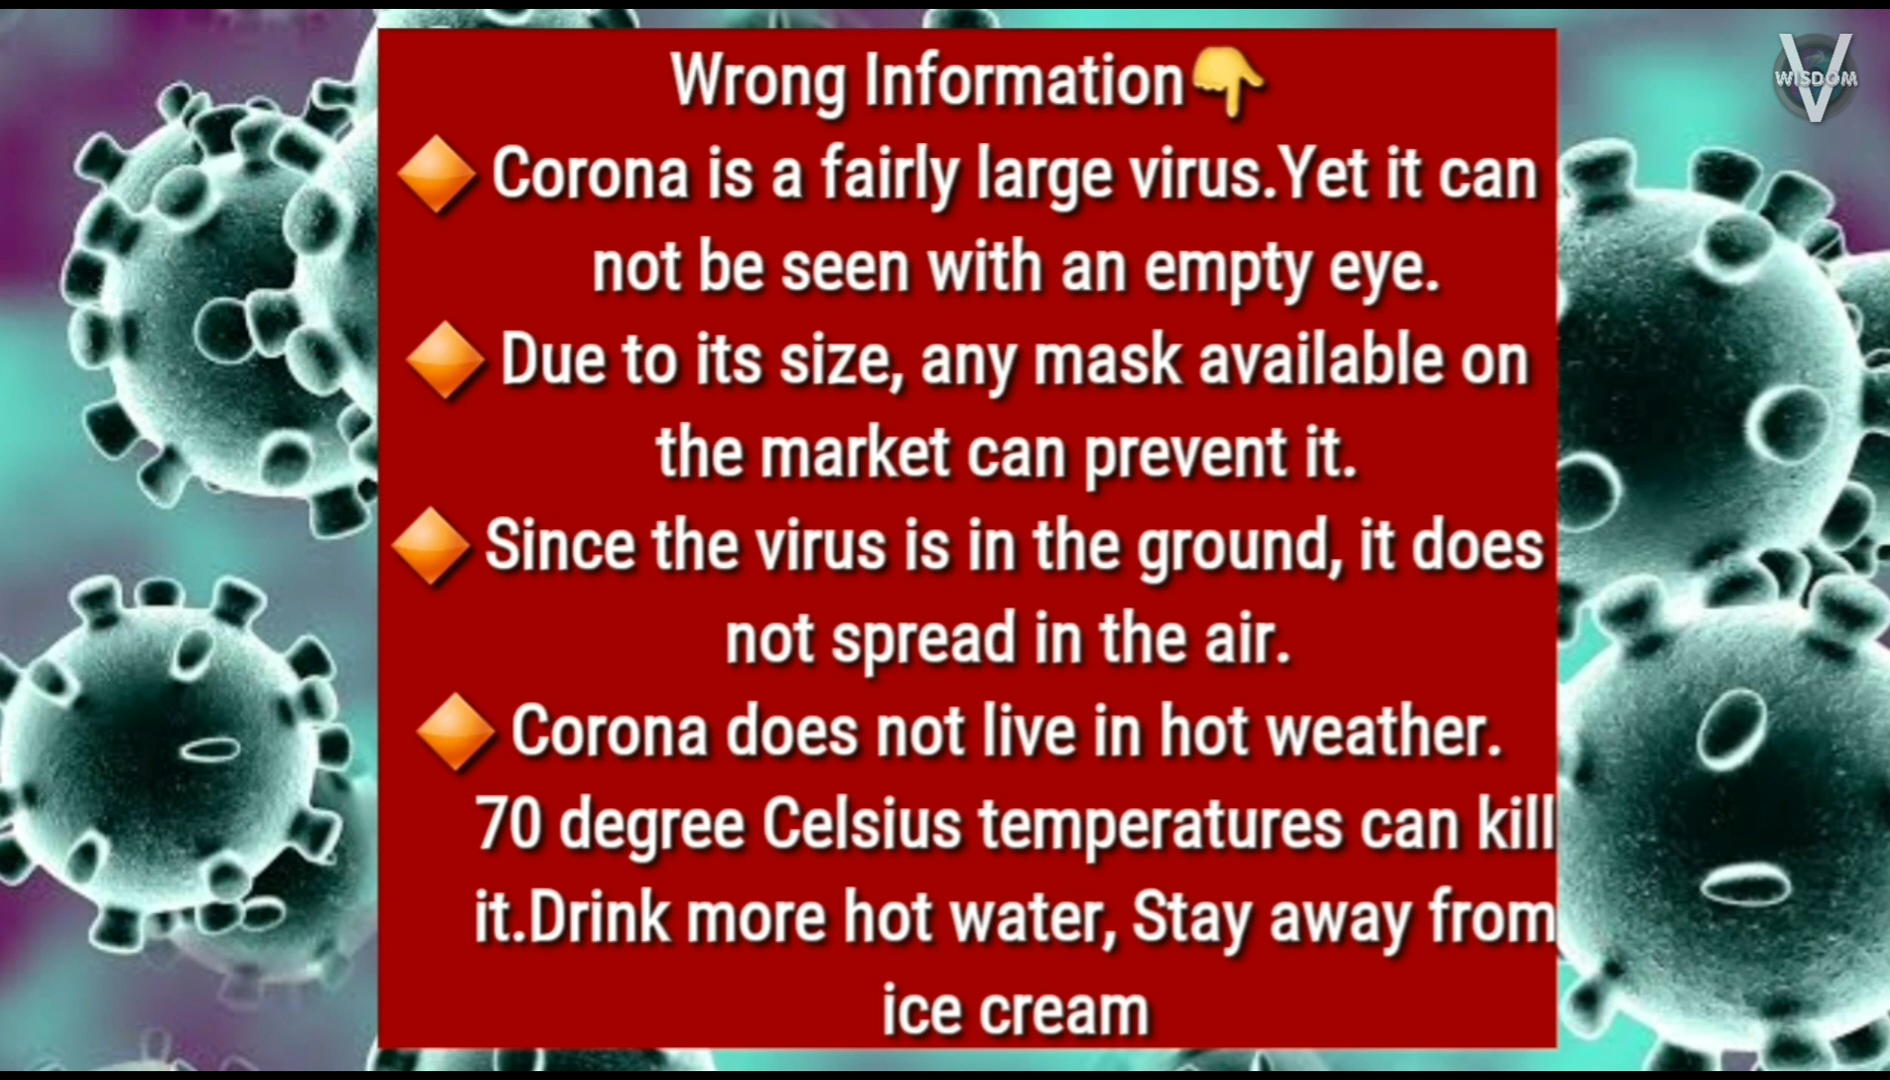 Wrong Information👇
🔶 Corona is a fairly large virus.Yet it can
not be seen with an empty eye.
🔶 Due to its size, any mask available on
the market can prevent it.
🔶 Since the virus is in the ground, it does
not spread in the air.
🔶 Corona does not live in hot weather.
70 degree Celsius temperatures can kill
it.Drink more hot water, Stay away from
ice cream
V
WISDOM